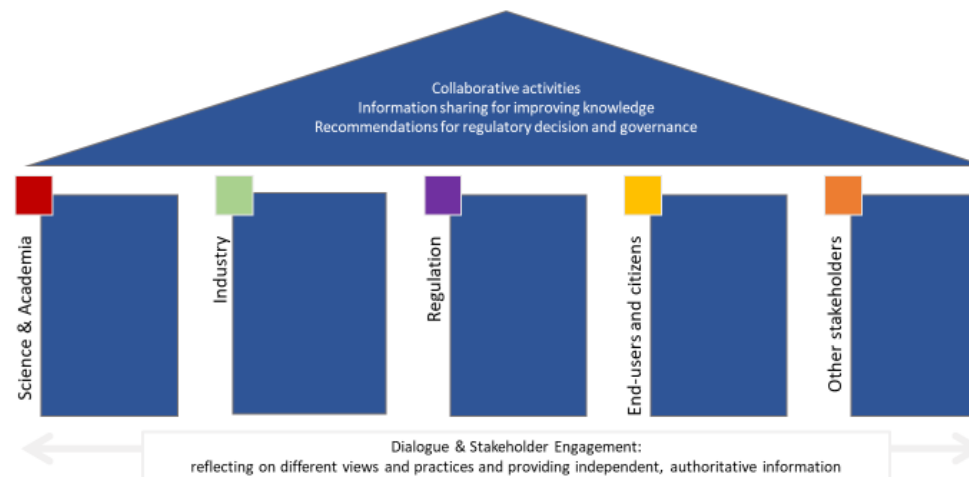 Collaborative activities
Information sharing for improving knowledge
Recommendations for regulatory decision and governance
Science & Academia
Industry
Regulation
End-users and citizens
Other stakeholders
Dialogue & Stakeholder Engagement:
reflecting on different views and practices and providing independent, authoritative information